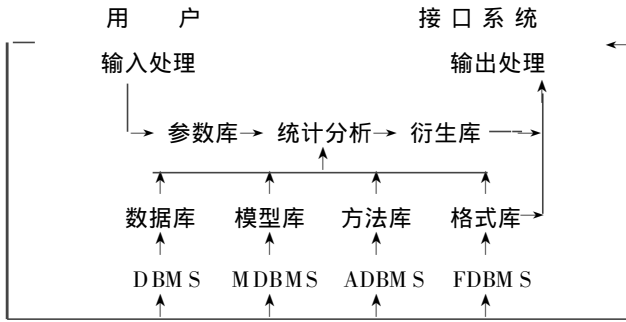 用 户 接 口 系 统
输入处理 输出处理
参数库 统计分析 衍生库
数据库 模型库 方法库 格式库
DBMS MDBMS ADBMS FDBMS